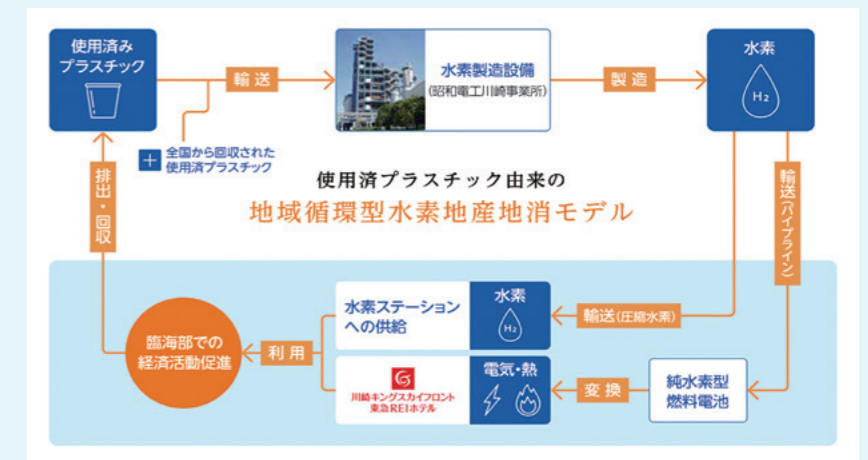 使用済み
プラスチック
輸送
水素製造設備
(昭和電工川崎事業所)
製造
水素
H2
+
全国から回収された
使用済プラスチック
排出・回収
使用済プラスチック由来の
地域循環型水素地産地消モデル
輸送(パイプライン)
水素ステーション
への供給
水素
H2
輸送(圧縮水素)
臨海部での
経済活動促進
利用
川崎キングスカイフロント
東急REIホテル
電気・熱
変換
純水素型
燃料電池